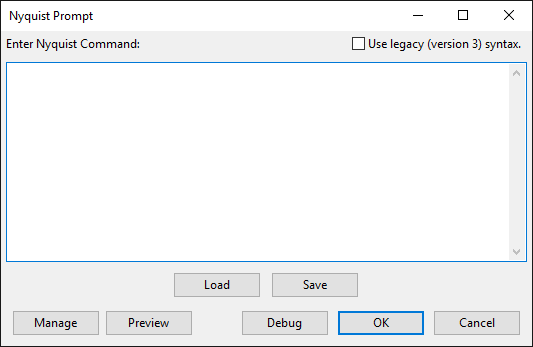 Nyquist Prompt
Enter Nyquist Command:
Use legacy (version 3) syntax.
Load
Save
Manage
Preview
Debug
OK
Cancel